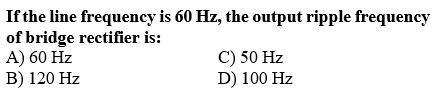 If the line frequency is 60 Hz, the output ripple frequency
of bridge rectifier is:
A) 60 Hz C) 50 Hz
B) 120 Hz D) 100 Hz